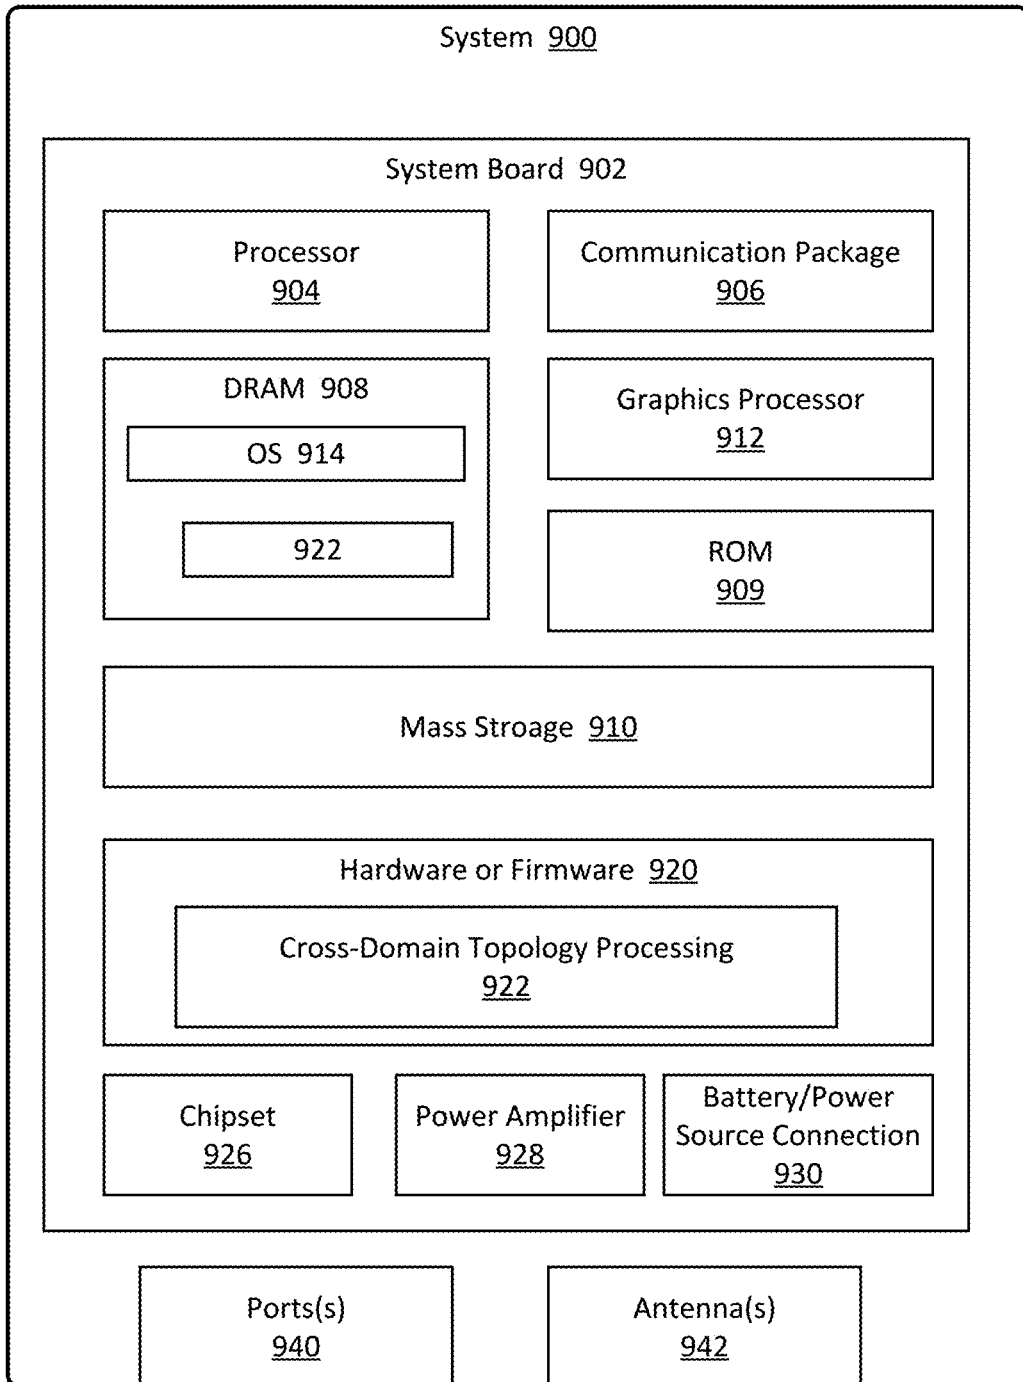 System 900
System Board 902
Processor
904
Communication Package
906
DRAM 908
OS 914
922
Graphics Processor
912
ROM
909
Mass Stroage 910
Hardware or Firmware 920
Cross-Domain Topology Processing
922
Chipset
926
Power Amplifier
928
Battery/Power
Source Connection
930
Ports(s)
940
Antenna(s)
942